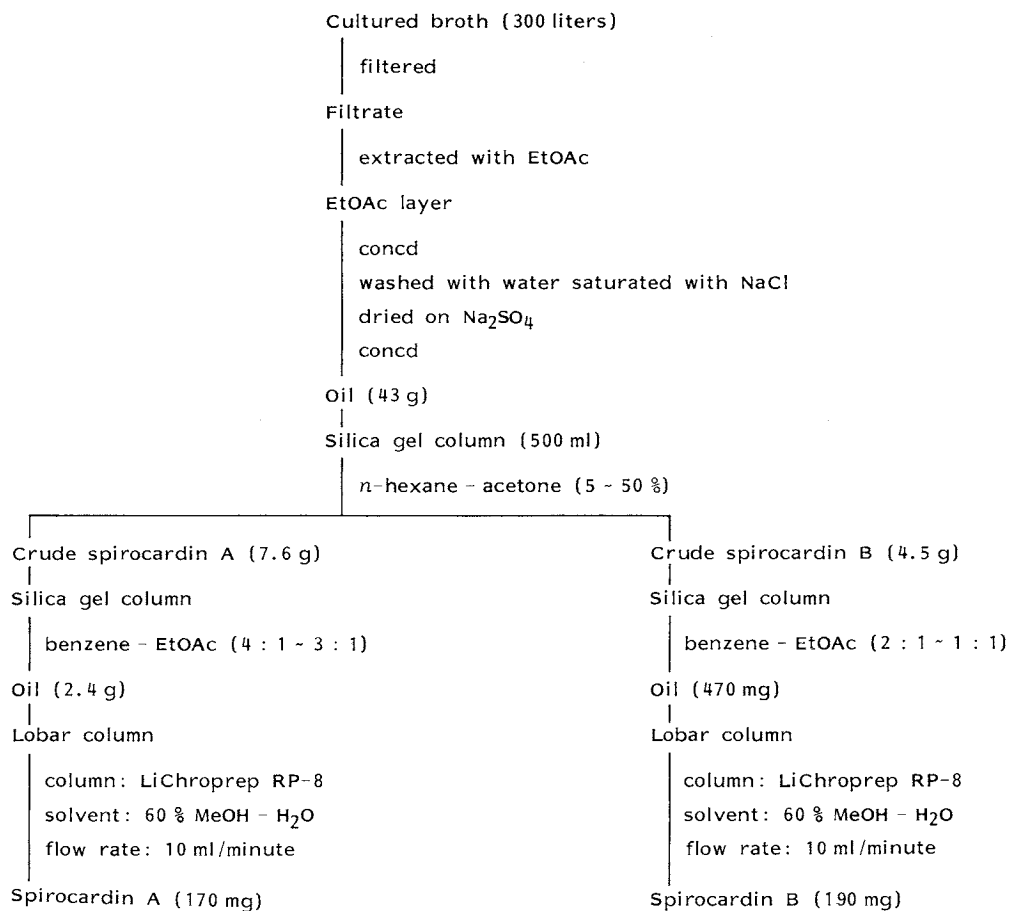 Cultured broth (300 liters)
filtered
Filtrate
extracted with EtOAc
EtOAc layer
concd
washed with water saturated with NaCl
dried on Na₂SO₄
concd
Oil (43 g)
Silica gel column (500 ml)
n-hexane – acetone (5 ~ 50 %)
Crude spirocardin A (7.6 g)
Silica gel column
benzene – EtOAc (4 : 1 ~ 3 : 1)
Oil (2.4 g)
Lobar column
column: LiChroprep RP-8
solvent: 60 % MeOH – H₂O
flow rate: 10 ml/minute
Spirocardin A (170 mg)
Crude spirocardin B (4.5 g)
Silica gel column
benzene – EtOAc (2 : 1 ~ 1 : 1)
Oil (470 mg)
Lobar column
column: LiChroprep RP-8
solvent: 60 % MeOH – H₂O
flow rate: 10 ml/minute
Spirocardin B (190 mg)